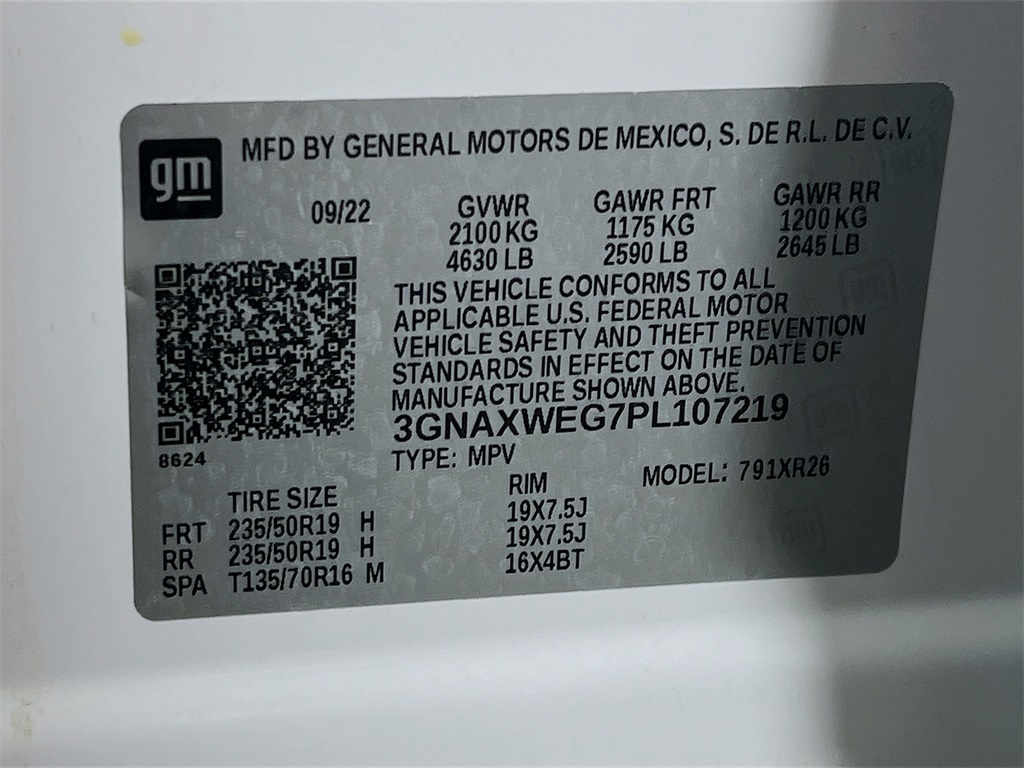 gm
MFD BY GENERAL MOTORS DE MEXICO, S. DE R.L. DE C.V.
09/22
GVWR GAWR FRT GAWR RR
2100 KG 1175 KG 1200 KG
4630 LB 2590 LB 2645 LB
THIS VEHICLE CONFORMS TO ALL
APPLICABLE U.S. FEDERAL MOTOR
VEHICLE SAFETY AND THEFT PREVENTION
STANDARDS IN EFFECT ON THE DATE OF
MANUFACTURE SHOWN ABOVE.
3GNAXWEG7PL107219
8624
TYPE: MPV MODEL: 791XR26
TIRE SIZE RIM
FRT 235/50R19 H 19X7.5J
RR 235/50R19 H 19X7.5J
SPA T135/70R16 M 16X4BT